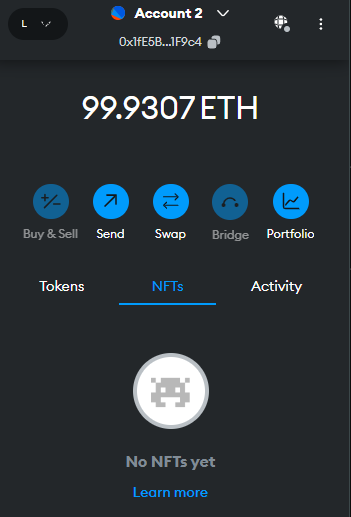 L
Account 2
0x1fE5B...1F9c4
99.9307 ETH
Buy & Sell Send Swap Bridge Portfolio
Tokens NFTs Activity
No NFTs yet
Learn more